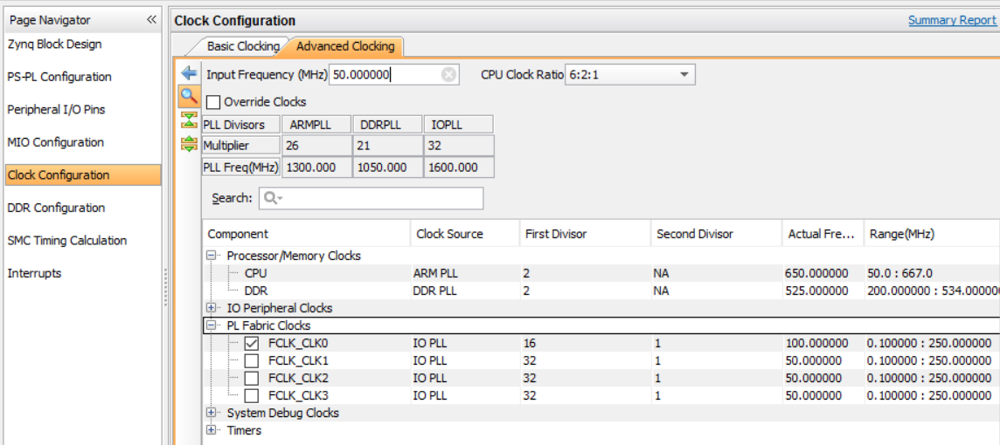 Page Navigator «
Zynq Block Design
PS-PL Configuration
Peripheral I/O Pins
MIO Configuration
Clock Configuration
DDR Configuration
SMC Timing Calculation
Interrupts
Clock Configuration Summary Report
Basic Clocking Advanced Clocking
Input Frequency (MHz) 50.000000 CPU Clock Ratio 6:2:1
Override Clocks
PLL Divisors ARMPLL DDRPLL IOPLL
Multiplier 26 21 32
PLL Freq(MHz) 1300.000 1050.000 1600.000
Search:
Component Clock Source First Divisor Second Divisor Actual Fre... Range(MHz)
Processor/Memory Clocks
CPU ARM PLL 2 NA 650.000000 50.0 : 667.0
DDR DDR PLL 2 NA 525.000000 200.000000 : 534.00000
IO Peripheral Clocks
PL Fabric Clocks
FCLK_CLK0 IO PLL 16 1 100.000000 0.100000 : 250.000000
FCLK_CLK1 IO PLL 32 1 50.000000 0.100000 : 250.000000
FCLK_CLK2 IO PLL 32 1 50.000000 0.100000 : 250.000000
FCLK_CLK3 IO PLL 32 1 50.000000 0.100000 : 250.000000
System Debug Clocks
Timers